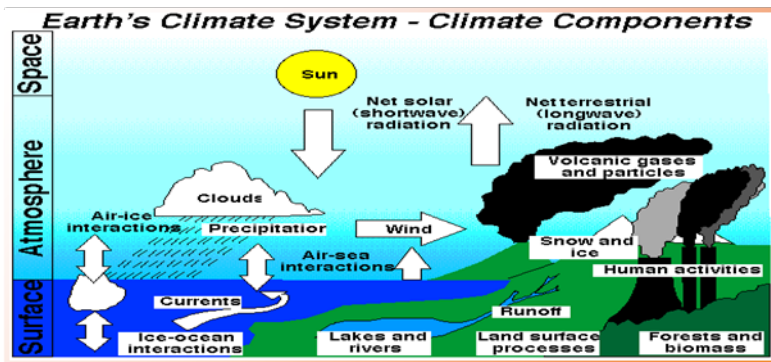 Earth's Climate System - Climate Components
Space
Sun
Net solar
(shortwave)
radiation
Net terrestrial
(longwave)
radiation
Atmosphere
Volcanic gases
and particles
Clouds
Air-ice
interactions
Precipitation
Wind
Air-sea
interactions
Snow and
ice
Human activities
Surface
Currents
Runoff
Ice-ocean
interactions
Lakes and
rivers
Land surface
processes
Forests and
biomass